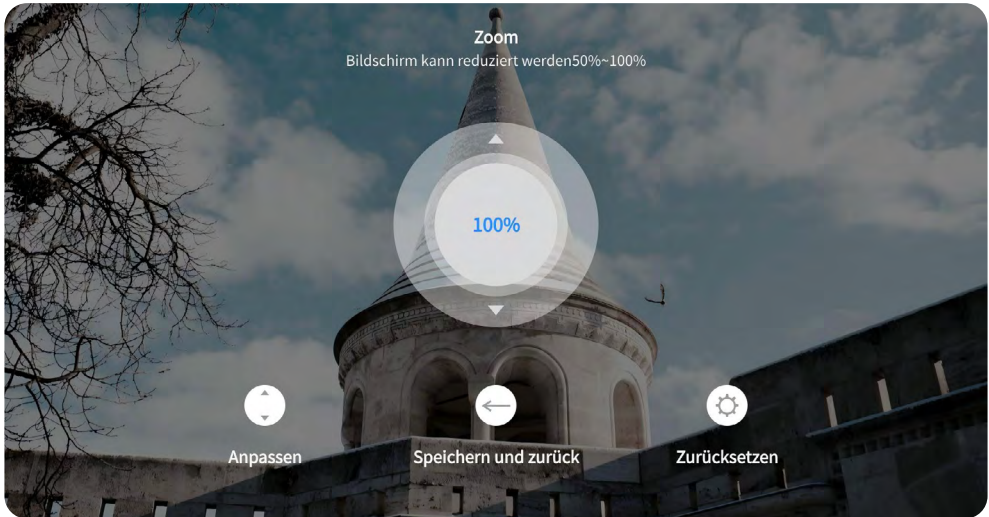 Zoom
Bildschirm kann reduziert werden50%~100%
100%
Anpassen
Speichern und zurück
Zurücksetzen